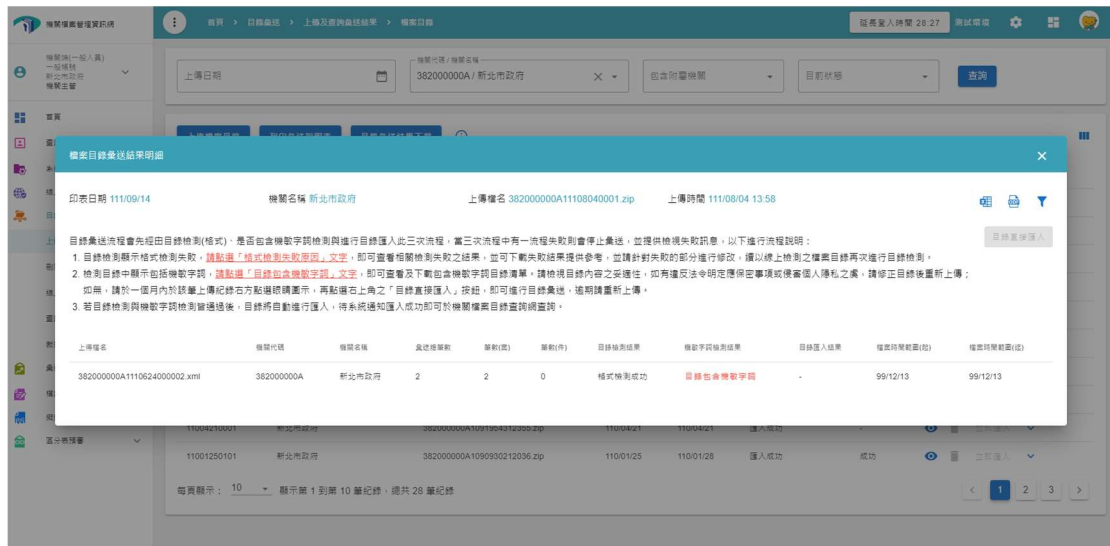 機關檔案管理資訊網
首頁 > 目錄彙送 > 上傳及查詢彙送結果 > 檔案目錄
延長登入時間 28:27
測試環境
機關端(一般人員)
一般帳號
新北市政府
機關主管
上傳日期
機關代碼 / 機關名稱
382000000A / 新北市政府
包含附屬機關
目前狀態
查詢
首頁
檔案目錄彙送結果明細
印表日期 111/09/14
機關名稱 新北市政府
上傳檔名 382000000A11108040001.zip
上傳時間 111/08/04 13:58
目錄直接匯入
目錄彙送流程會先經由目錄檢測(格式)、是否包含機敏字詞檢測與進行目錄匯入此三次流程，當三次流程中有一流程失敗則會停止彙送，並提供檢視失敗訊息，以下進行流程說明：
1. 目錄檢測顯示格式檢測失敗，請點選「格式檢測失敗原因」文字，即可查看相關檢測失敗之結果，並可下載失敗結果提供參考，並請針對失敗的部分進行修改，續以線上檢測之檔案目錄再次進行目錄檢測。
2. 檢測目錄中顯示包括機敏字詞，請點選「目錄包含機敏字詞」文字，即可查看及下載包含機敏字詞目錄清單。請檢視目錄內容之妥適性，如有違反法令明定應保密事項或侵害個人隱私之虞，請修正目錄後重新上傳；
如無，請於一個月內於該筆上傳紀錄右方點選眼睛圖示，再點選右上角之「目錄直接匯入」按鈕，即可進行目錄彙送，逾期請重新上傳。
3. 若目錄檢測與機敏字詞檢測皆通過後，目錄將自動進行匯入，待系統通知匯入成功即可於機關檔案目錄查詢網查詢。
上傳檔名 機關代碼 機關名稱 彙送總筆數 筆數(案) 筆數(件) 目錄檢測結果 機敏字詞檢測結果 目錄匯入結果 檔案時間範圍(起) 檔案時間範圍(迄)
382000000A1110624000002.xml 382000000A 新北市政府 2 2 0 格式檢測成功 目錄包含機敏字詞 - 99/12/13 99/12/13
11004210001 新北市政府 382000000A1091954312355.zip 110/04/21 110/04/21 匯入成功 - 立即匯入
區分表預審
11001250101 新北市政府 382000000A1090930212036.zip 110/01/25 110/01/28 匯入成功 成功 立即匯入
每頁顯示： 10 顯示第 1 到第 10 筆紀錄，總共 28 筆紀錄
< 1 2 3 >